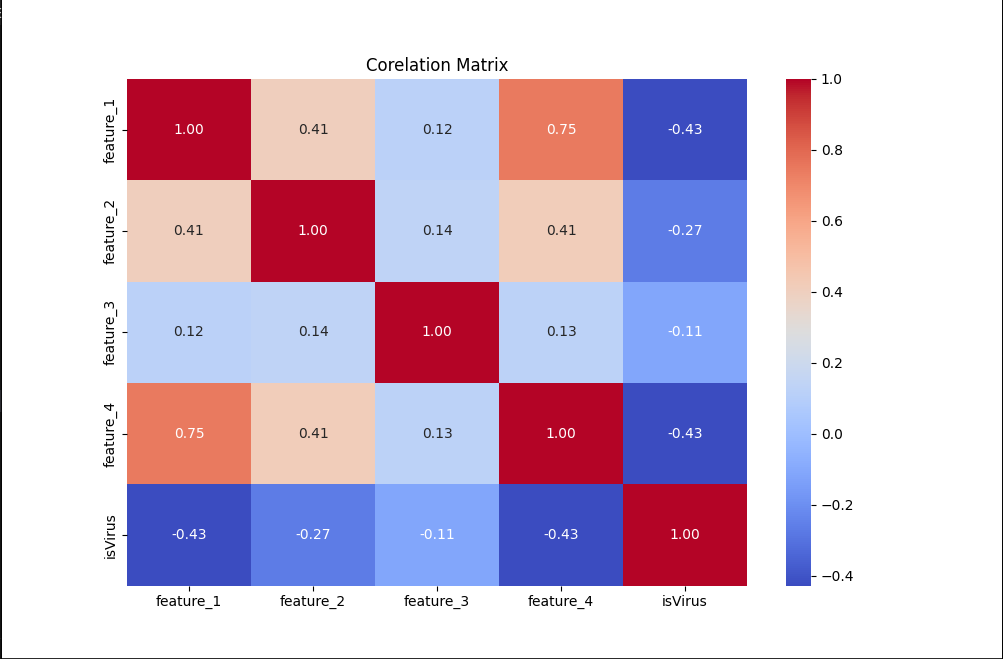 Corelation Matrix
feature_1 1.00 0.41 0.12 0.75 -0.43
feature_2 0.41 1.00 0.14 0.41 -0.27
feature_3 0.12 0.14 1.00 0.13 -0.11
feature_4 0.75 0.41 0.13 1.00 -0.43
isVirus -0.43 -0.27 -0.11 -0.43 1.00
feature_1 feature_2 feature_3 feature_4 isVirus
1.0
0.8
0.6
0.4
0.2
0.0
−0.2
−0.4